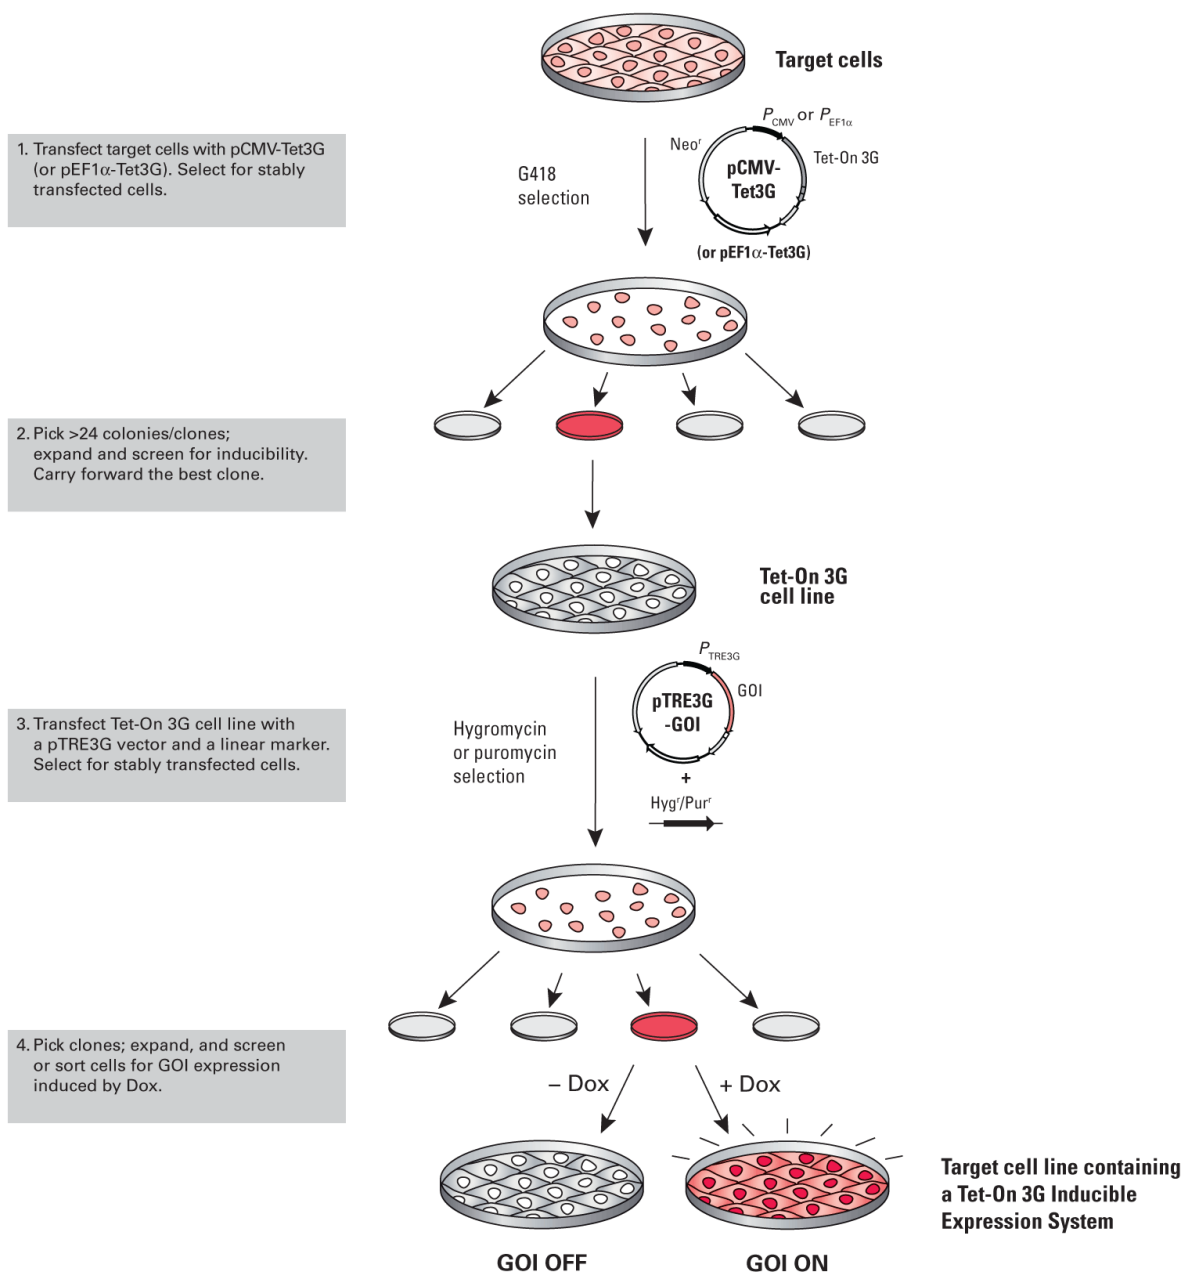 Target cells
1. Transfect target cells with pCMV-Tet3G
(or pEF1α-Tet3G). Select for stably
transfected cells.
G418
selection
PCMV or PEF1α
Neoʳ
Tet-On 3G
pCMV-
Tet3G
(or pEF1α-Tet3G)
2. Pick >24 colonies/clones;
expand and screen for inducibility.
Carry forward the best clone.
Tet-On 3G
cell line
3. Transfect Tet-On 3G cell line with
a pTRE3G vector and a linear marker.
Select for stably transfected cells.
Hygromycin
or puromycin
selection
PTRE3G
GOI
pTRE3G
-GOI
+
Hygʳ/Purʳ
4. Pick clones; expand, and screen
or sort cells for GOI expression
induced by Dox.
– Dox
+ Dox
Target cell line containing
a Tet-On 3G Inducible
Expression System
GOI OFF
GOI ON